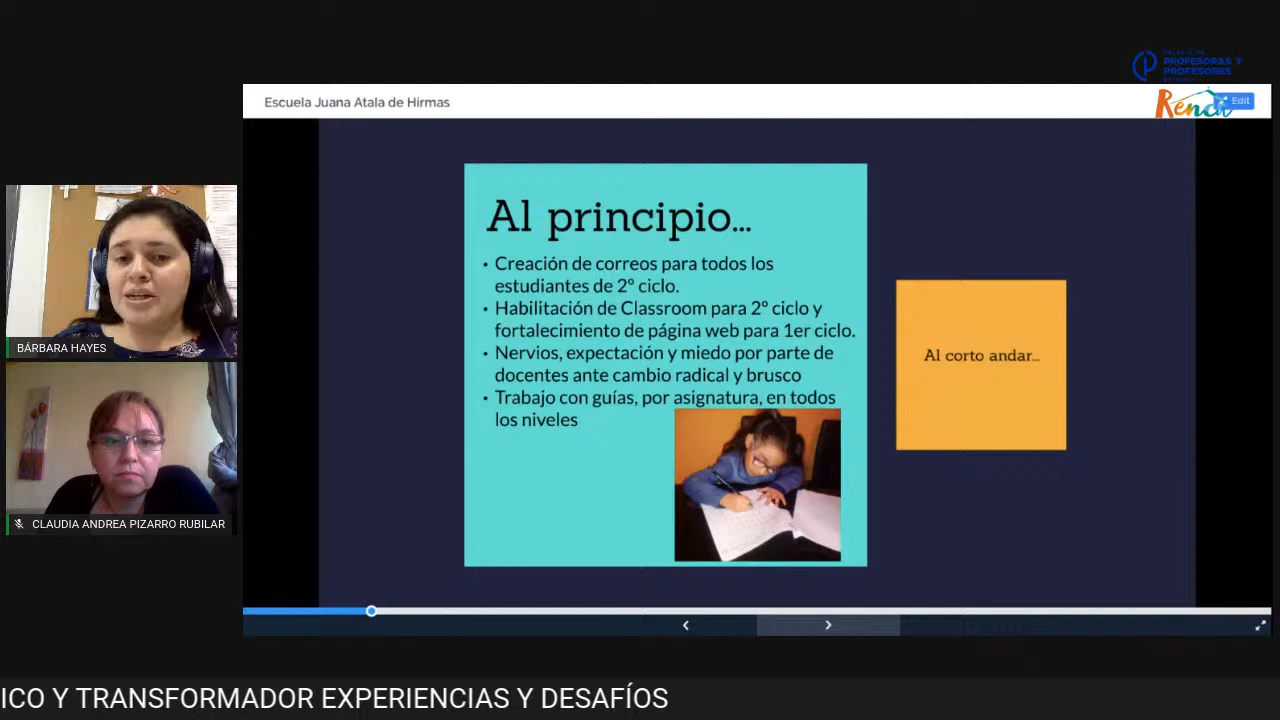 PROFESORAS Y
PROFESORES
Escuela Juana Atala de Hirmas
Renca
Edit
Al principio...
• Creación de correos para todos los
estudiantes de 2º ciclo.
• Habilitación de Classroom para 2º ciclo y
fortalecimiento de página web para 1er ciclo.
• Nervios, expectación y miedo por parte de
docentes ante cambio radical y brusco
• Trabajo con guías, por asignatura, en todos
los niveles
Al corto andar...
BÁRBARA HAYES
CLAUDIA ANDREA PIZARRO RUBILAR
ICO Y TRANSFORMADOR EXPERIENCIAS Y DESAFÍOS